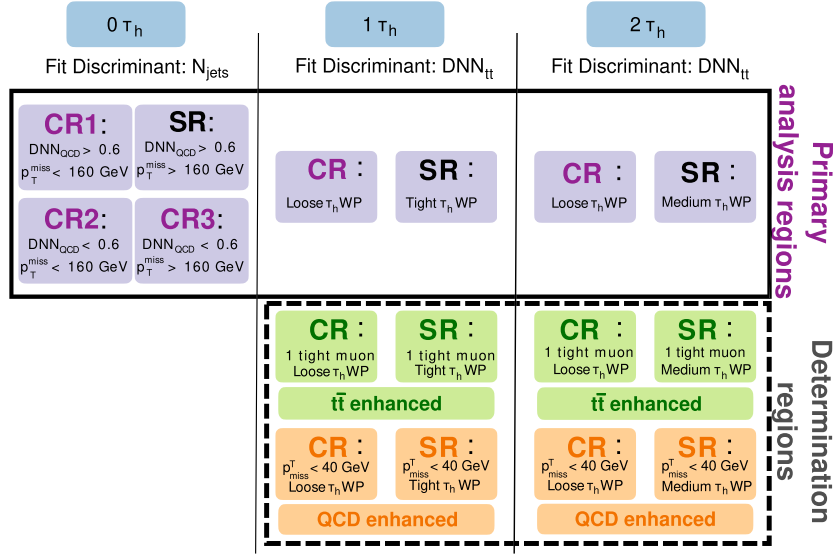 0 τh
1 τh
2 τh
Fit Discriminant: Njets
Fit Discriminant: DNNtt
Fit Discriminant: DNNtt
CR1:
DNNQCD> 0.6
pTmiss< 160 GeV
SR:
DNNQCD> 0.6
pTmiss> 160 GeV
CR2:
DNNQCD< 0.6
pTmiss< 160 GeV
CR3:
DNNQCD< 0.6
pTmiss> 160 GeV
CR:
Loose τh WP
SR:
Tight τh WP
CR:
Loose τh WP
SR:
Medium τh WP
Primary
analysis regions
CR:
1 tight muon
Loose τh WP
SR:
1 tight muon
Tight τh WP
tt̄ enhanced
CR:
1 tight muon
Loose τh WP
SR:
1 tight muon
Medium τh WP
tt̄ enhanced
CR:
pTmiss < 40 GeV
Loose τh WP
SR:
pTmiss < 40 GeV
Tight τh WP
QCD enhanced
CR:
pTmiss < 40 GeV
Loose τh WP
SR:
pTmiss < 40 GeV
Medium τh WP
QCD enhanced
Determination
regions